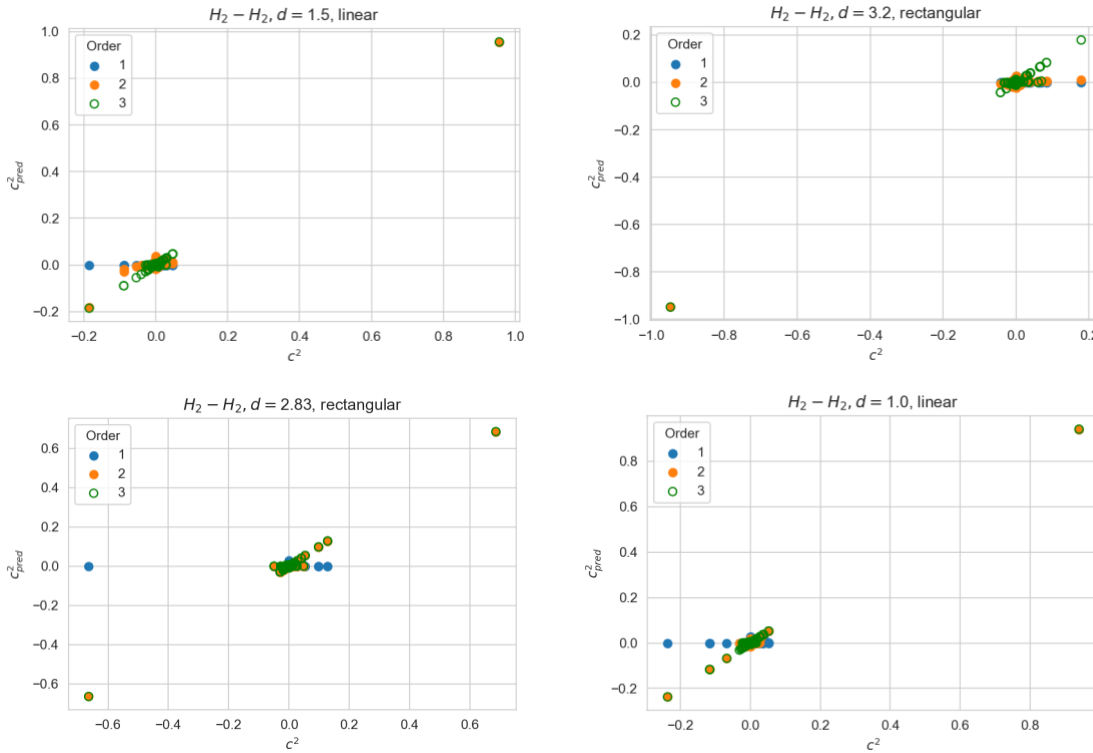 H₂ − H₂, d = 1.5, linear
1.0
0.8
0.6
0.4
0.2
0.0
−0.2
c²pred
Order
1
2
3
−0.2 0.0 0.2 0.4 0.6 0.8 1.0
c²
H₂ − H₂, d = 3.2, rectangular
0.2
0.0
−0.2
−0.4
−0.6
−0.8
−1.0
c²pred
Order
1
2
3
−1.0 −0.8 −0.6 −0.4 −0.2 0.0 0.2
c²
H₂ − H₂, d = 2.83, rectangular
0.6
0.4
0.2
0.0
−0.2
−0.4
−0.6
c²pred
Order
1
2
3
−0.6 −0.4 −0.2 0.0 0.2 0.4 0.6
c²
H₂ − H₂, d = 1.0, linear
0.8
0.6
0.4
0.2
0.0
−0.2
c²pred
Order
1
2
3
−0.2 0.0 0.2 0.4 0.6 0.8
c²